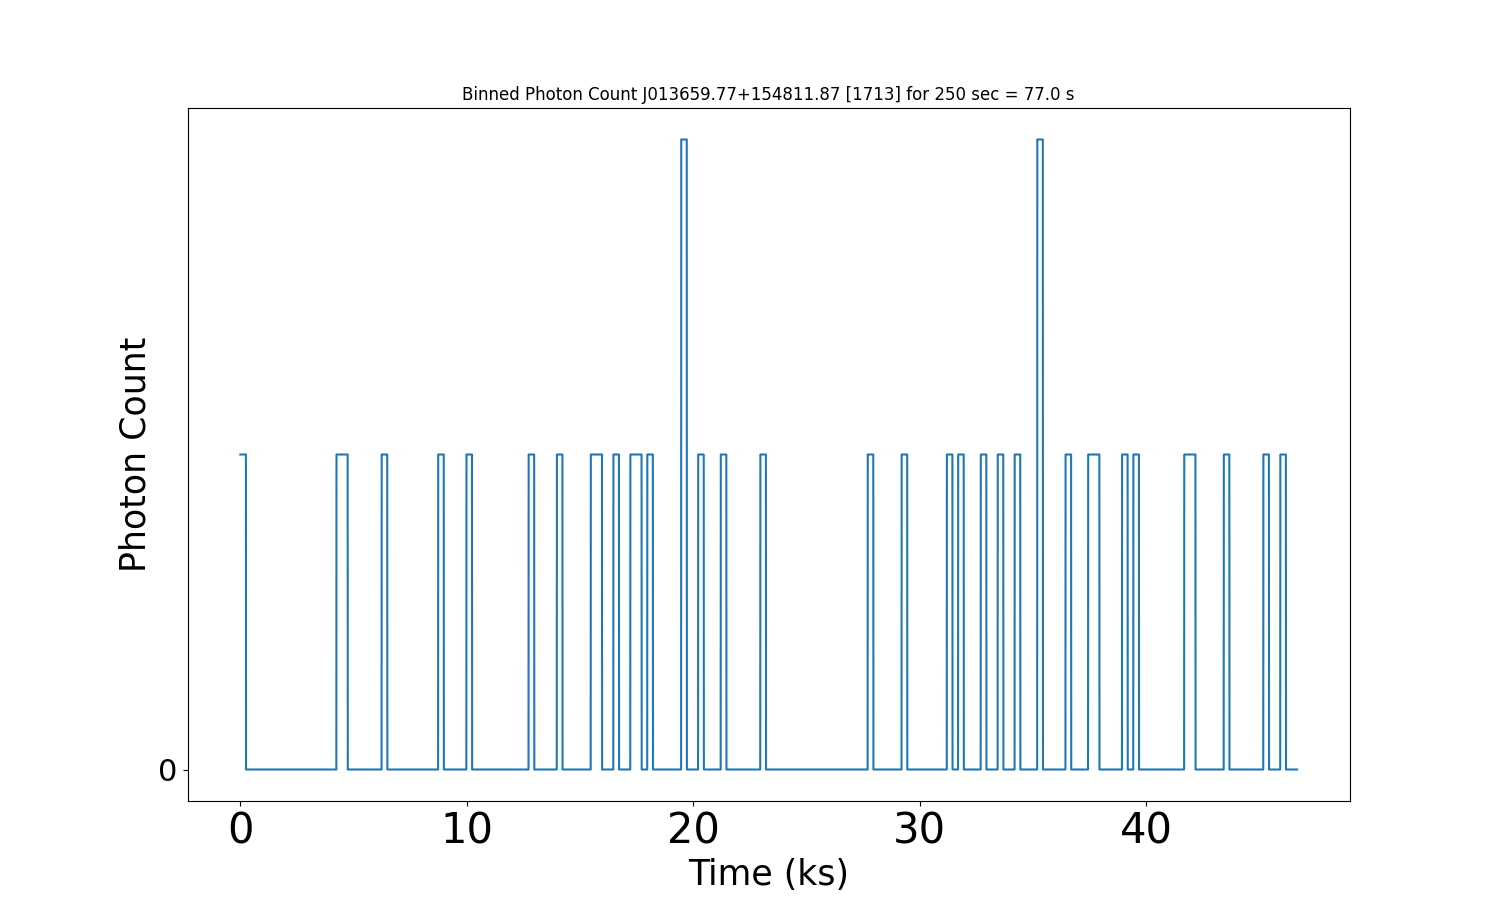 Binned Photon Count J013659.77+154811.87 [1713] for 250 sec = 77.0 s
Photon Count
0
0 10 20 30 40
Time (ks)